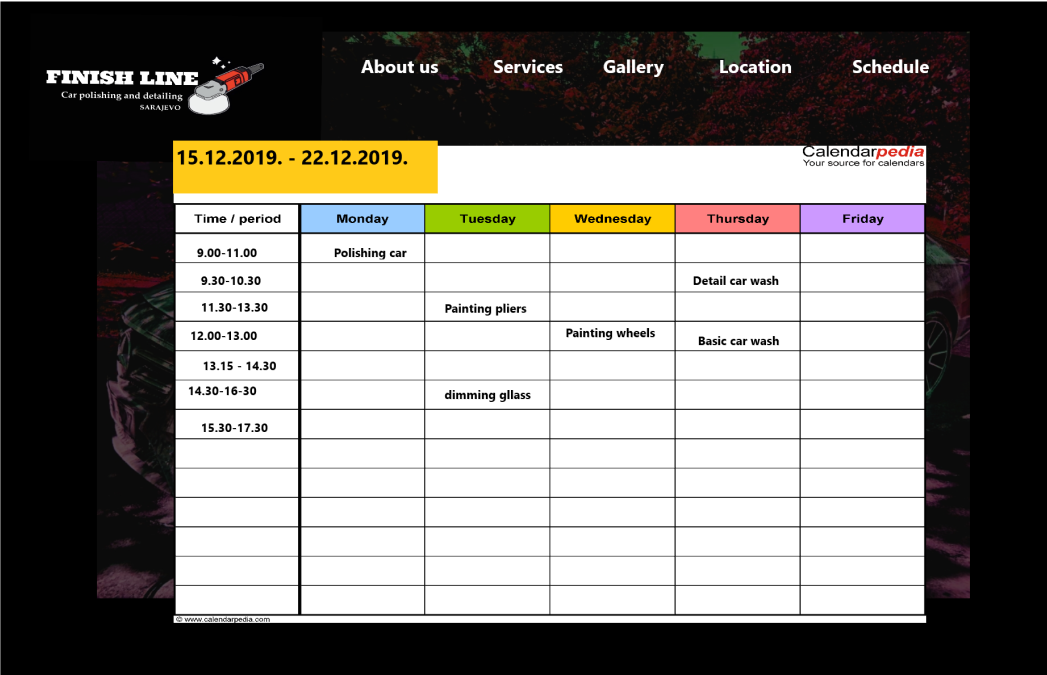 FINISH LINE
Car polishing and detailing
SARAJEVO
About us Services Gallery Location Schedule
15.12.2019. - 22.12.2019.
Calendarpedia
Your source for calendars
Time / period Monday Tuesday Wednesday Thursday Friday
9.00-11.00 Polishing car
9.30-10.30 Detail car wash
11.30-13.30 Painting pliers
12.00-13.00 Painting wheels Basic car wash
13.15 - 14.30
14.30-16-30 dimming gllass
15.30-17.30
© www.calendarpedia.com